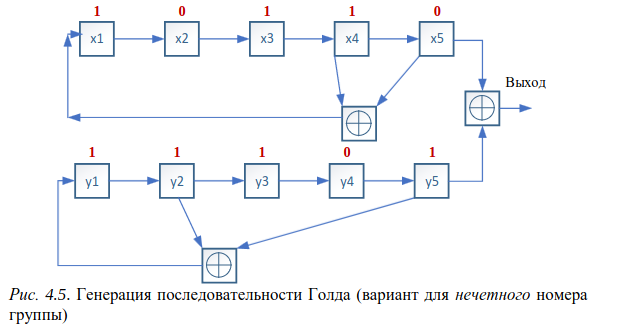 1 0 1 1 0
x1 x2 x3 x4 x5
Выход
1 1 1 0 1
y1 y2 y3 y4 y5
Рис. 4.5. Генерация последовательности Голда (вариант для нечетного номера
группы)